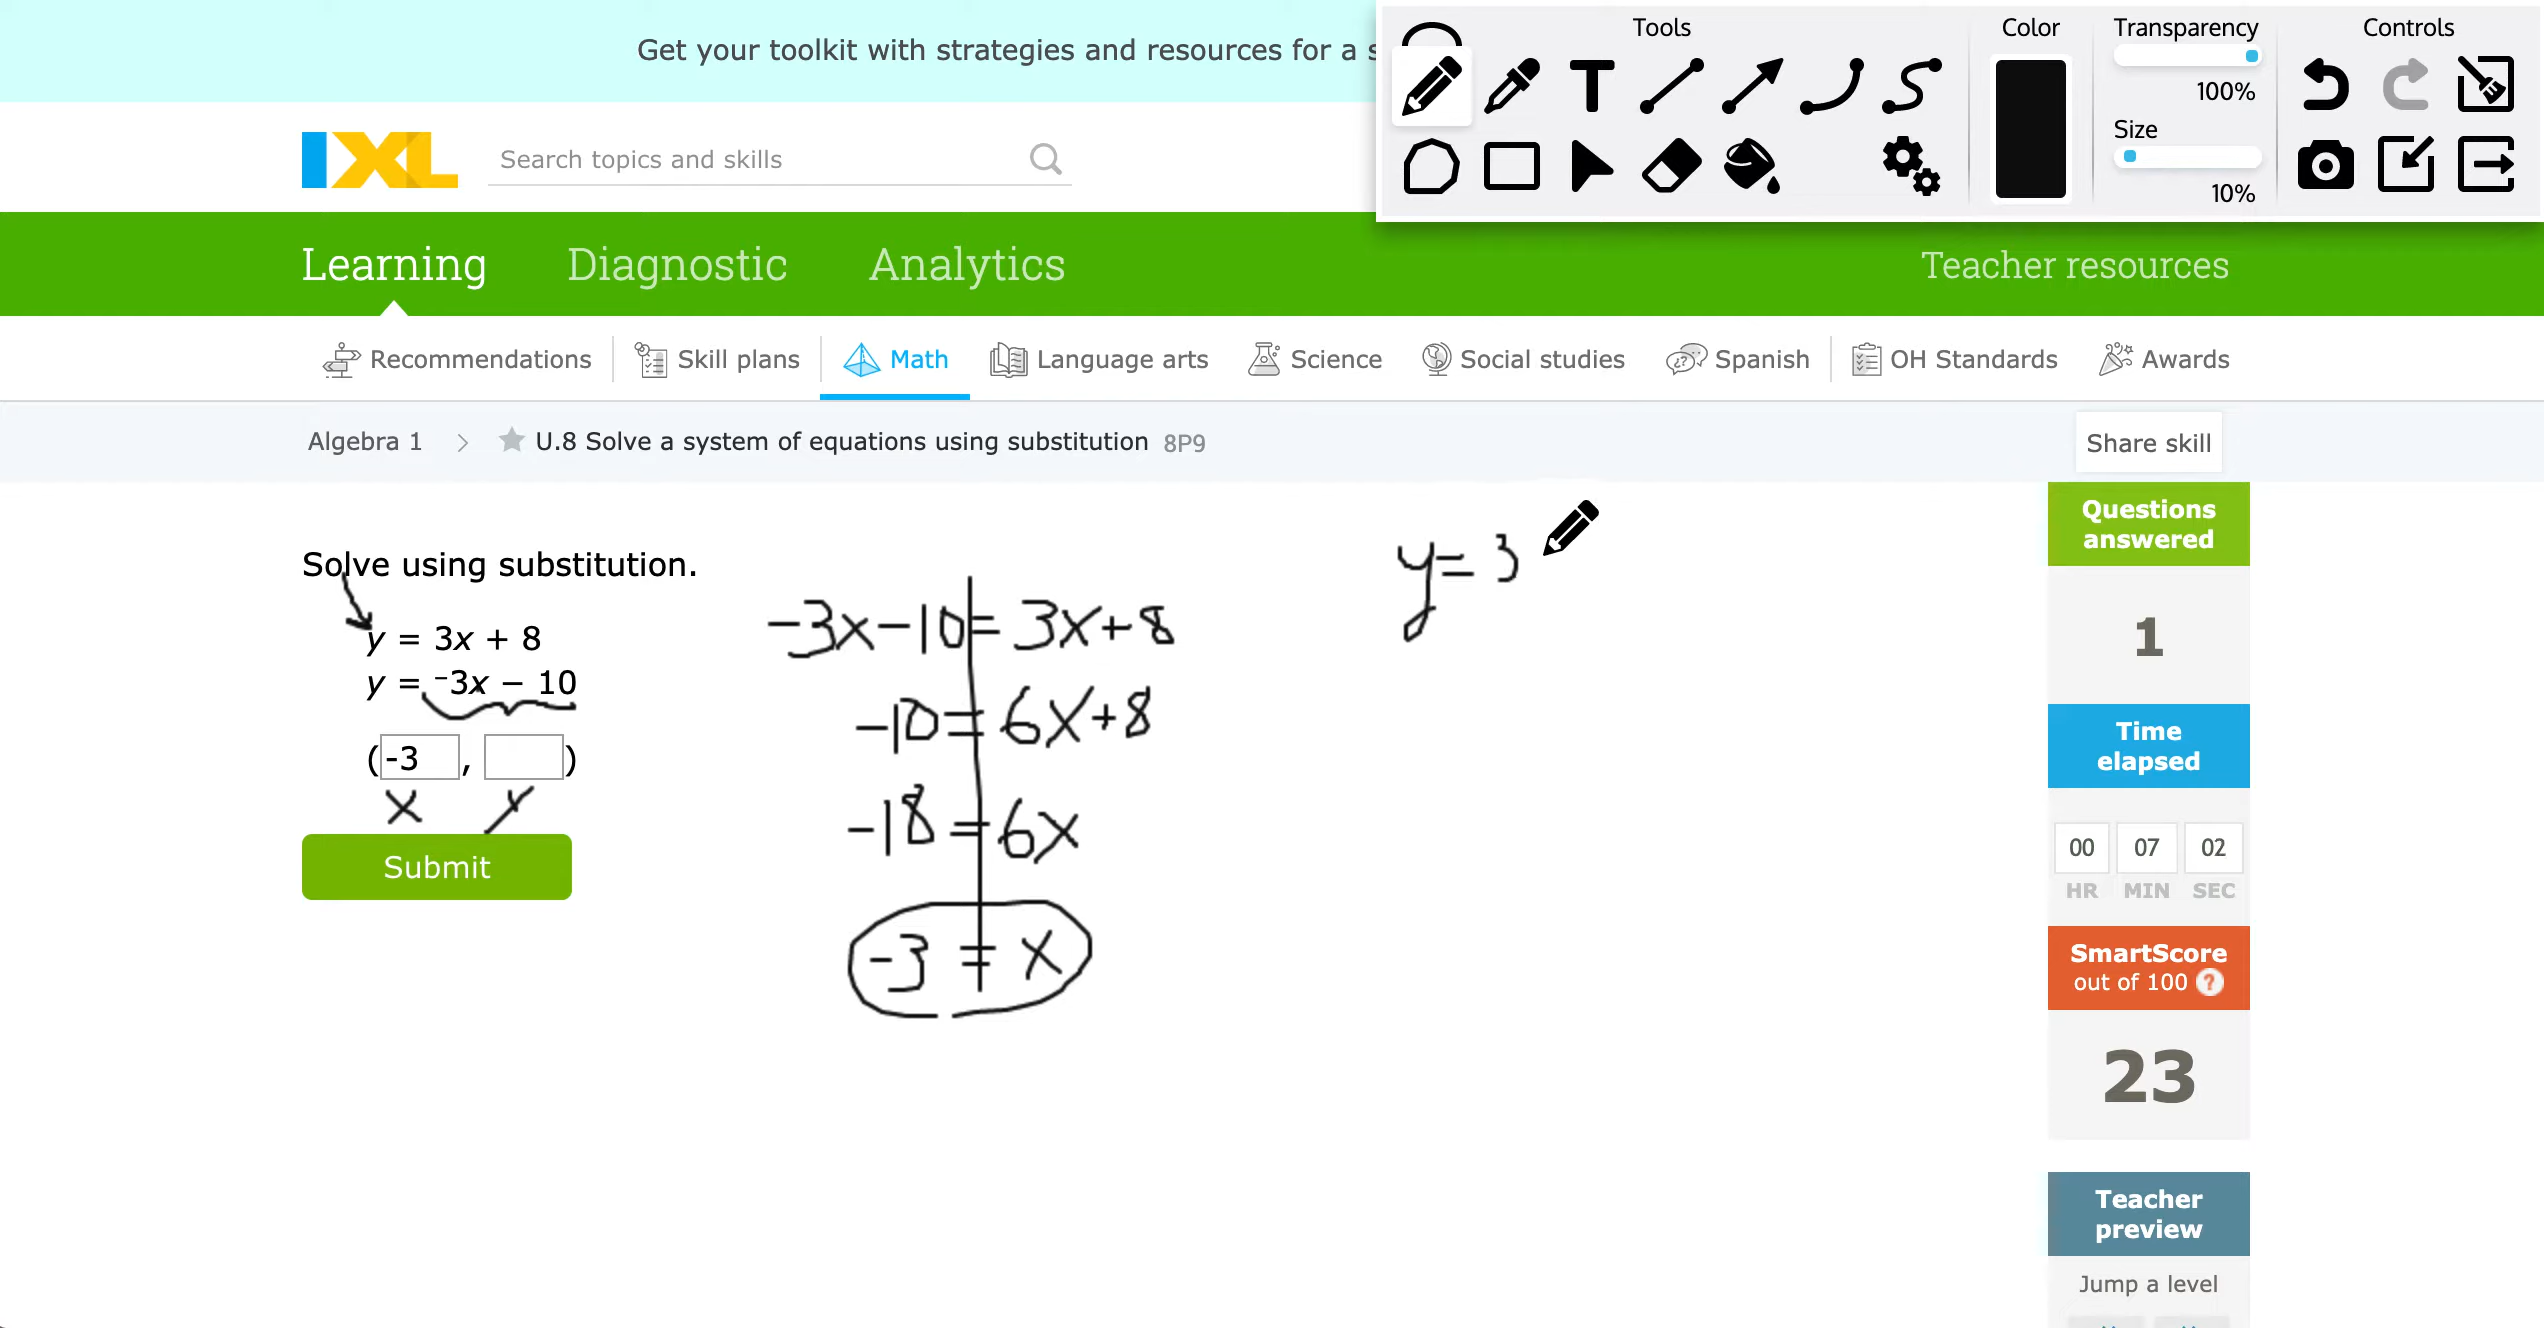 Get your toolkit with strategies and resources for a s
Tools
Color
Transparency
Controls
100%
Size
10%
IXL
Search topics and skills
Learning
Diagnostic
Analytics
Teacher resources
Recommendations
Skill plans
Math
Language arts
Science
Social studies
Spanish
OH Standards
Awards
Algebra 1 > U.8 Solve a system of equations using substitution 8P9
Share skill
Solve using substitution.
y = 3x + 8
y = ⁻3x − 10
(-3, )
x y
Submit
-3x-10=3x+8
-10=6x+8
-18=6x
-3=x
y=3
Questions
answered
1
Time
elapsed
00 07 02
HR MIN SEC
SmartScore
out of 100 ?
23
Teacher
preview
Jump a level